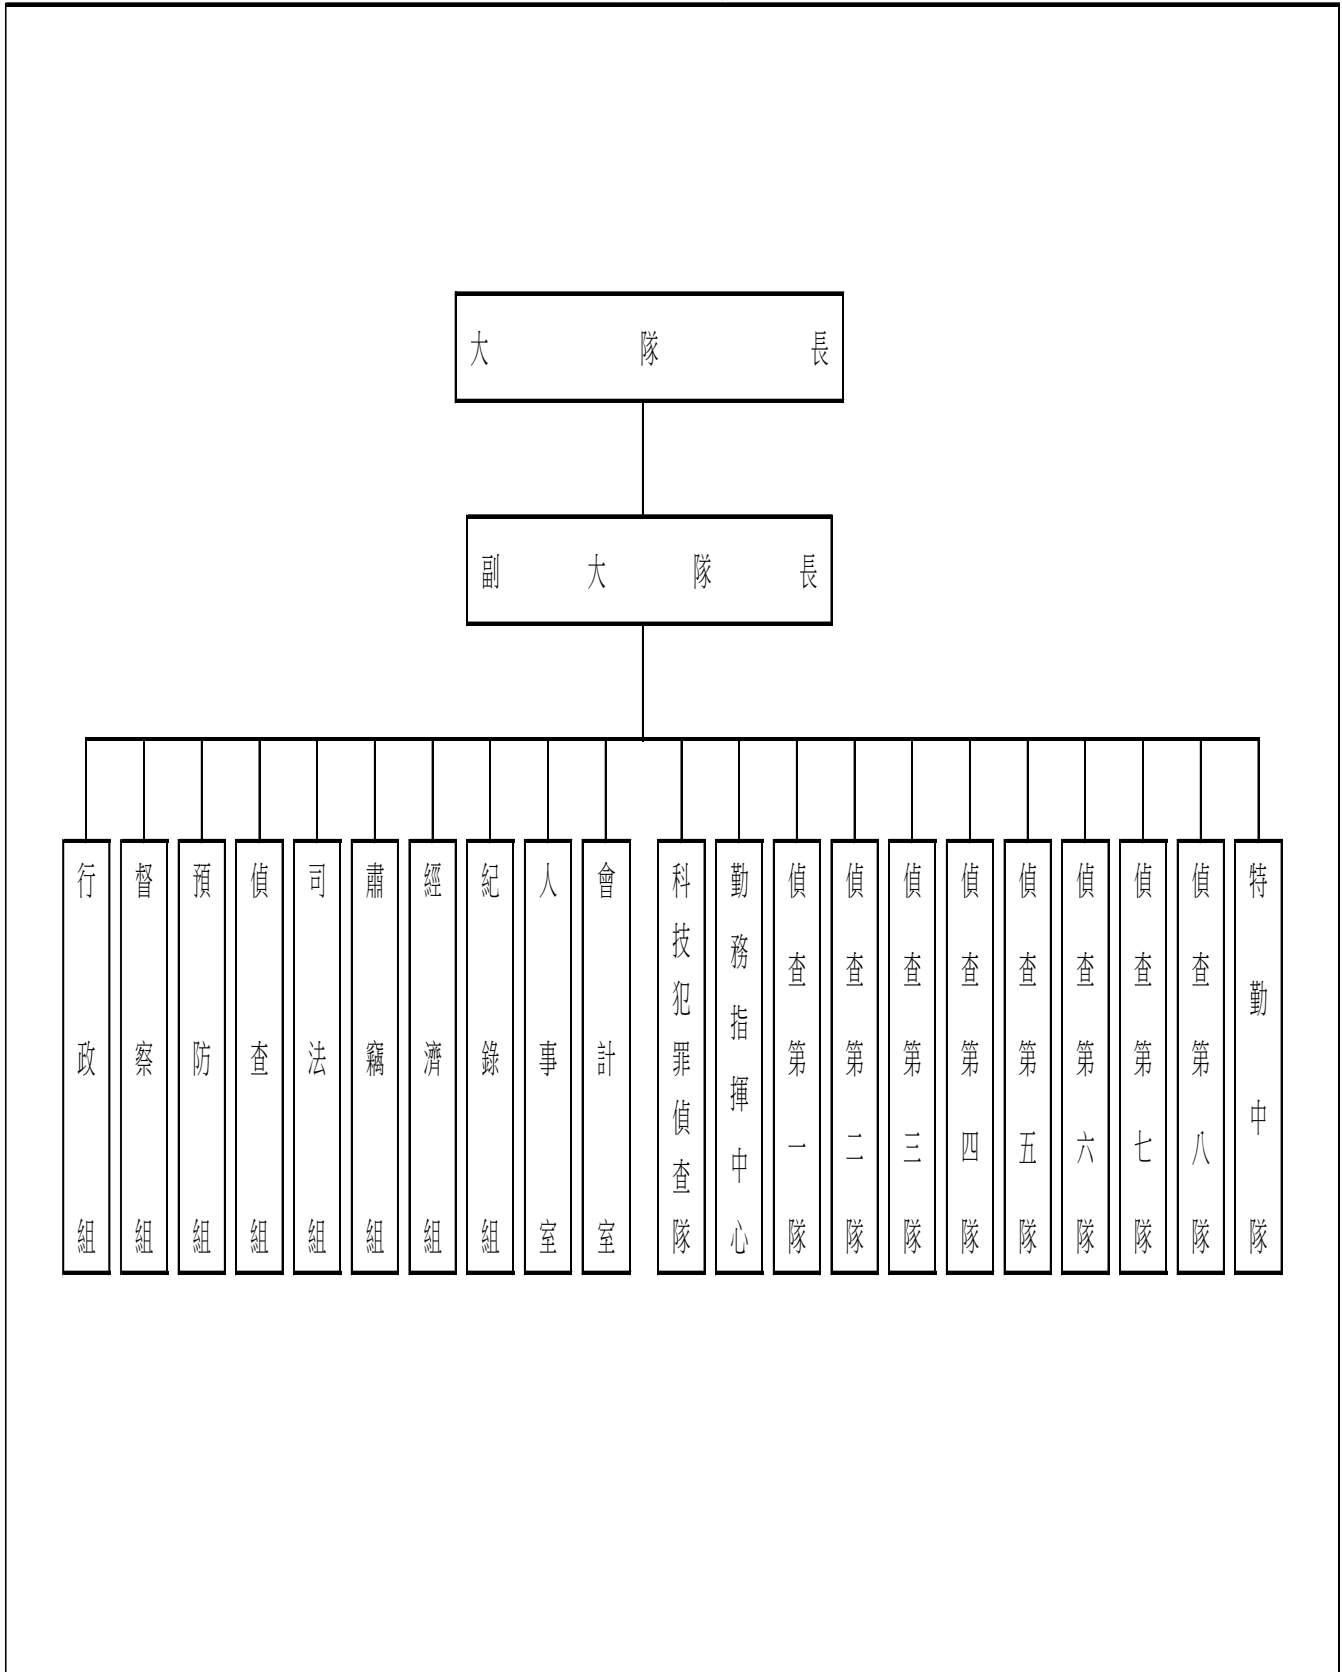 大隊長
副大隊長
行政組
督察組
預防組
偵查組
司法組
肅竊組
經濟組
紀錄組
人事室
會計室
科技犯罪偵查隊
勤務指揮中心
偵查第一隊
偵查第二隊
偵查第三隊
偵查第四隊
偵查第五隊
偵查第六隊
偵查第七隊
偵查第八隊
特勤中隊